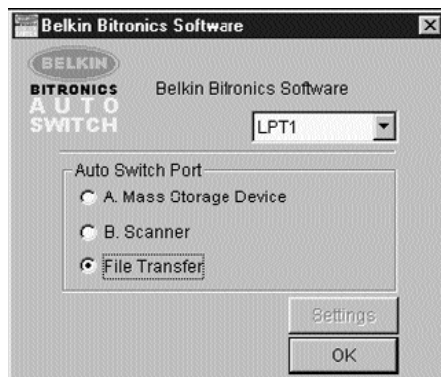 Belkin Bitronics Software
BELKIN
BITRONICS
AUTO
SWITCH
Belkin Bitronics Software
LPT1
Auto Switch Port
A. Mass Storage Device
B. Scanner
File Transfer
Settings
OK